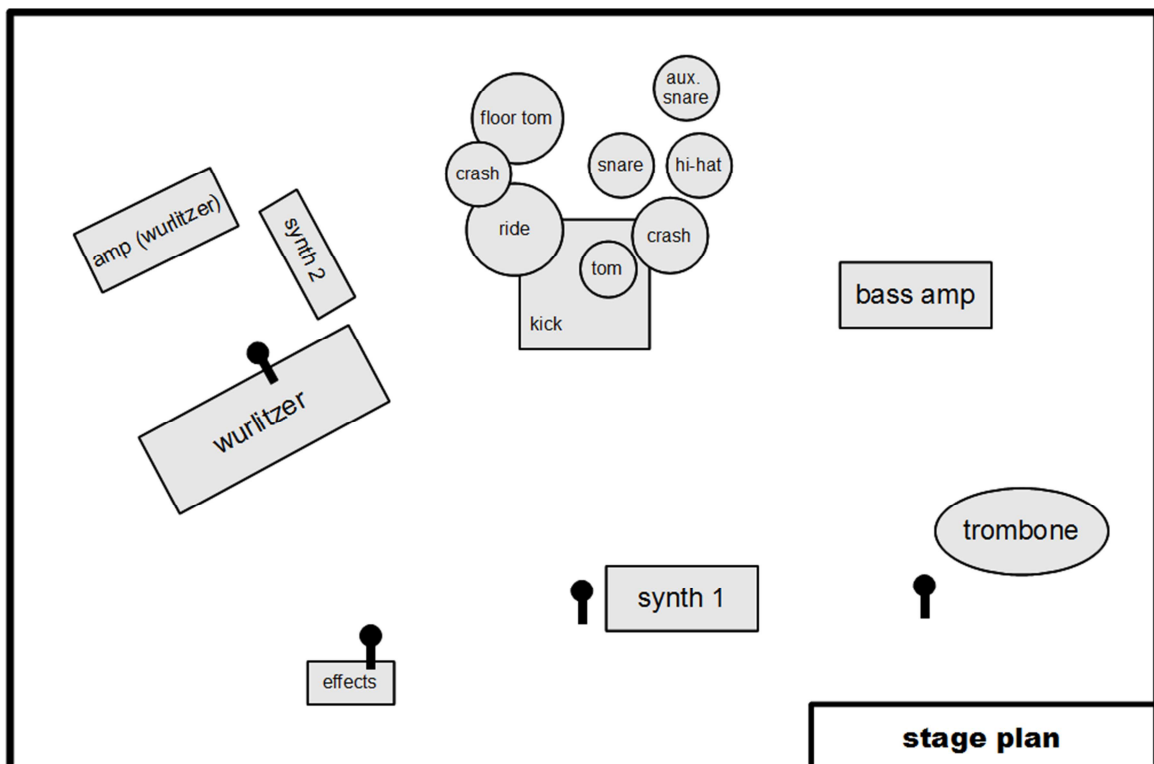 aux.
snare
floor tom
crash
snare
hi-hat
amp (wurlitzer)
synth 2
ride
crash
tom
kick
bass amp
wurlitzer
trombone
synth 1
effects
stage plan